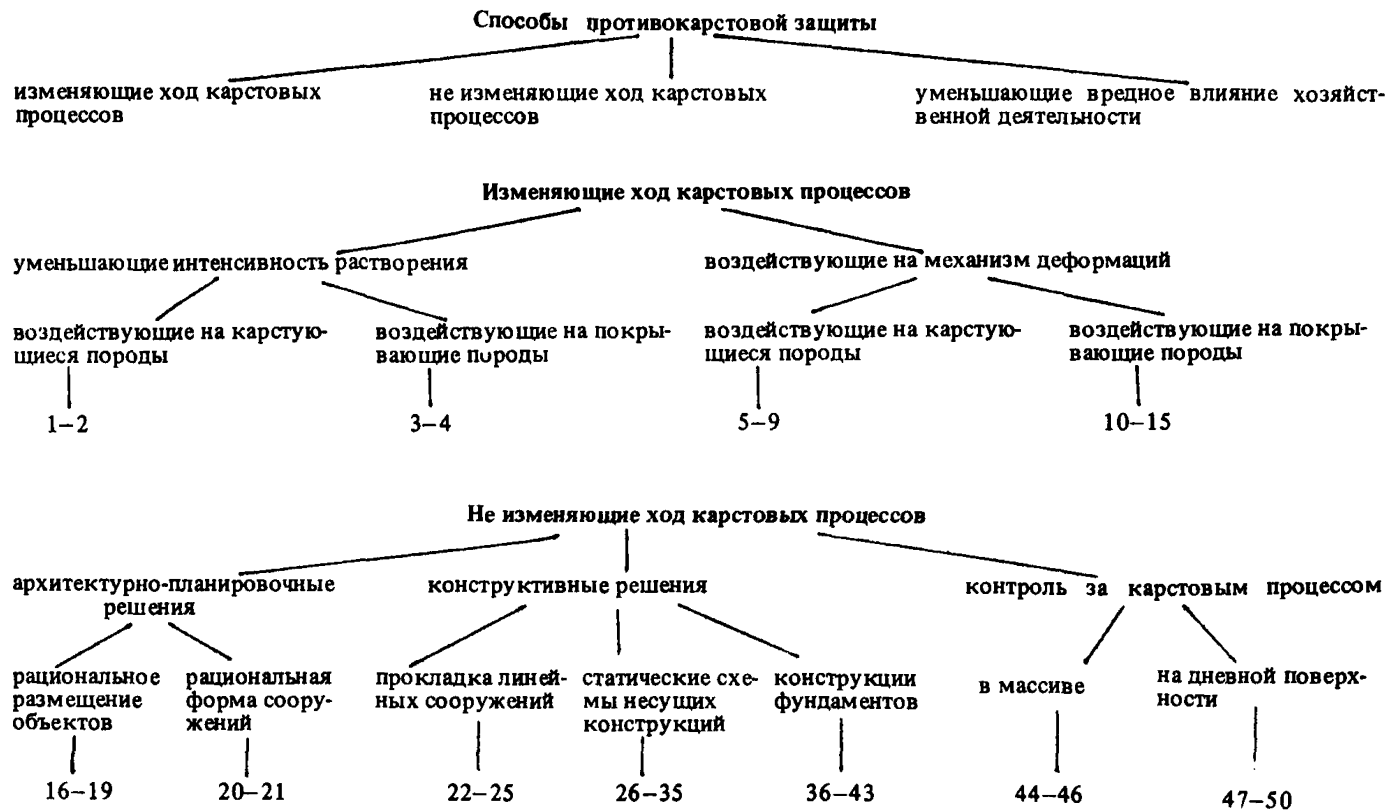 Способы противокарстовой защиты
изменяющие ход карстовых
процессов
не изменяющие ход карстовых
процессов
уменьшающие вредное влияние хозяйст-
венной деятельности
Изменяющие ход карстовых процессов
уменьшающие интенсивность растворения
воздействующие на механизм деформаций
воздействующие на карстую-
щиеся породы
воздействующие на покры-
вающие породы
воздействующие на карстую-
щиеся породы
воздействующие на покры-
вающие породы
1–2
3–4
5–9
10–15
Не изменяющие ход карстовых процессов
архитектурно-планировочные
решения
конструктивные решения
контроль за карстовым процессом
рациональное
размещение
объектов
рациональная
форма соору-
жений
прокладка линей-
ных сооружений
статические схе-
мы несущих
конструкций
конструкции
фундаментов
в массиве
на дневной поверх-
ности
16–19
20–21
22–25
26–35
36–43
44–46
47–50